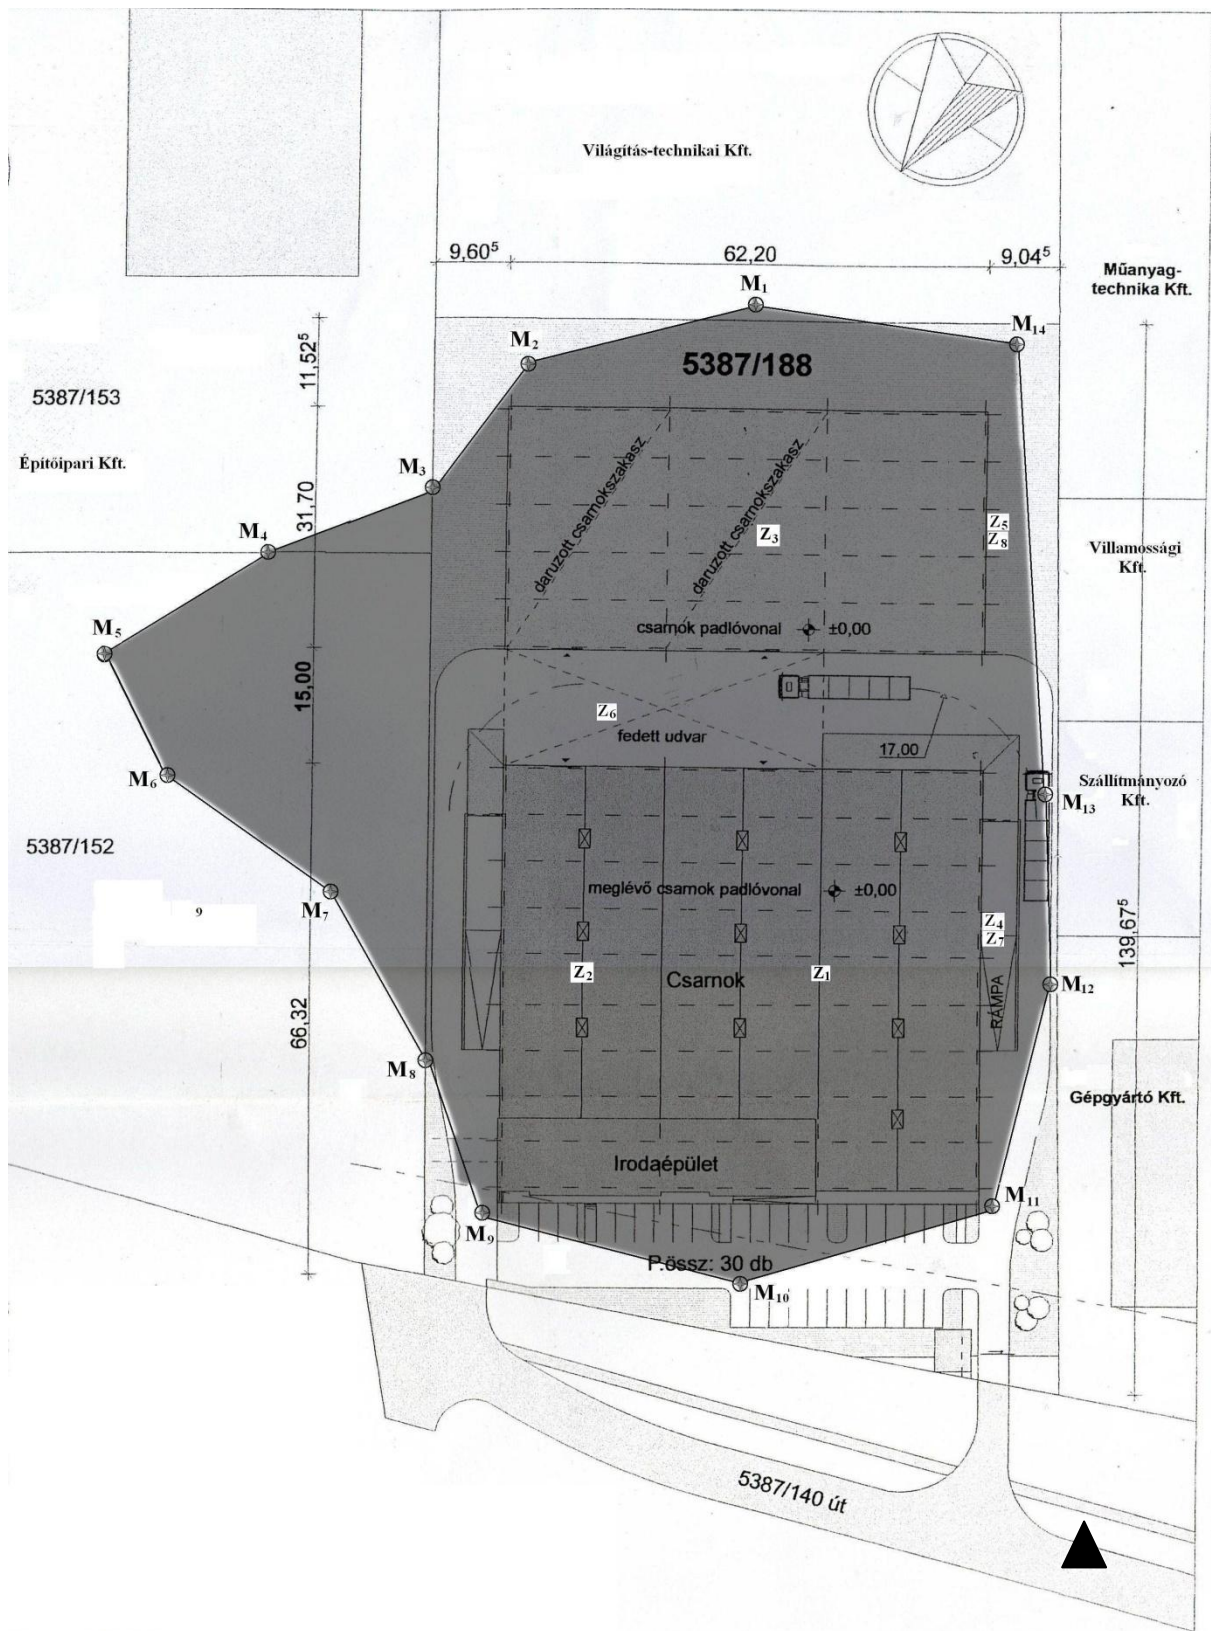 Világítás-technikai Kft.
9,60⁵
62,20
9,04⁵
Műanyag-
technika Kft.
M₁
M₂
M₁₄
11,52⁵
5387/188
5387/153
Építőipari Kft.
M₃
M₄
31,70
daruzott csarnokszakasz
daruzott csarnokszakasz
Z₃
Z₅
Z₈
Villamossági
Kft.
M₅
csarnok padlóvonal
±0,00
15,00
Z₆
fedett udvar
17,00
M₆
M₁₃
Szállítmányozó
Kft.
5387/152
M₇
9
meglévő csarnok padlóvonal
±0,00
Z₄
Z₇
139,67⁵
Z₂
Csarnok
Z₁
RÁMPA
M₁₂
66,32
M₈
Gépgyártó Kft.
Irodaépület
M₉
M₁₁
P.össz: 30 db
M₁₀
5387/140 út